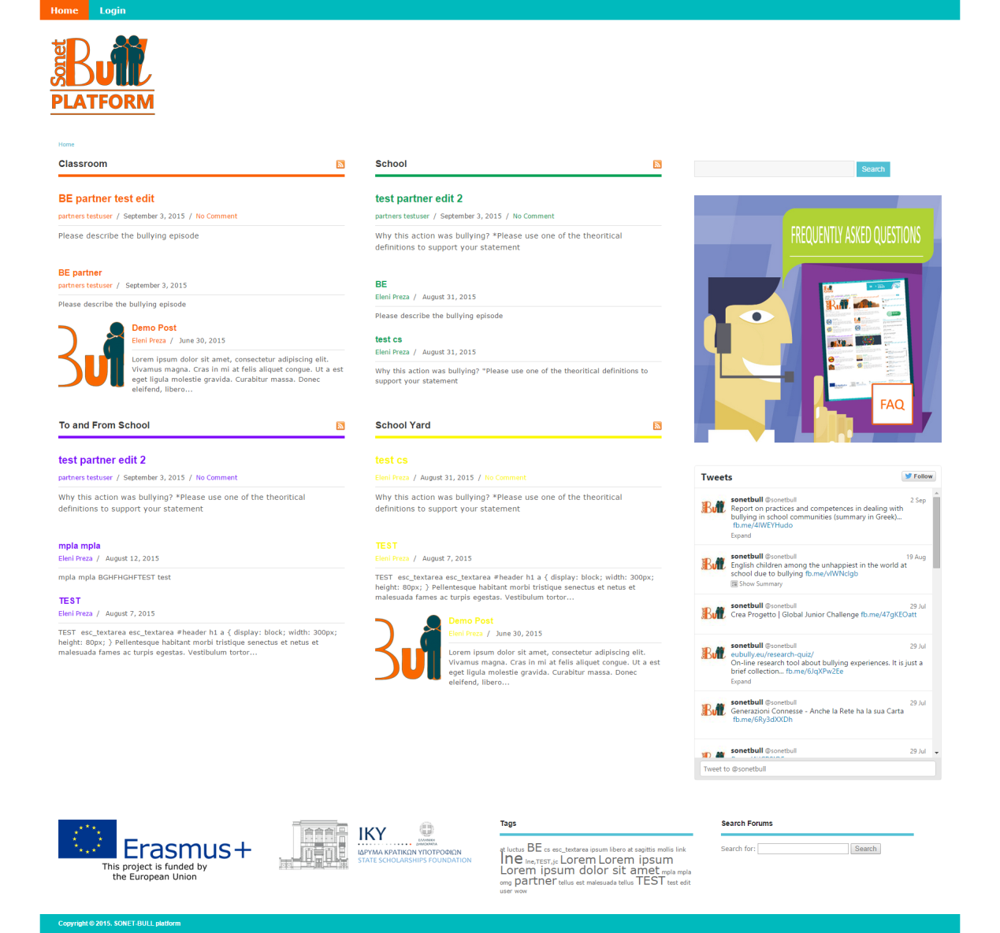 Home Login
Sonet Bull
PLATFORM
Home
Classroom
BE partner test edit
partners testuser / September 3, 2015 / No Comment
Please describe the bullying episode
BE partner
partners testuser / September 3, 2015
Please describe the bullying episode
Bul
Demo Post
Eleni Preza / June 30, 2015
Lorem ipsum dolor sit amet, consectetur adipiscing elit.
Vivamus magna. Cras in mi at felis aliquet congue. Ut a est
eget ligula molestie gravida. Curabitur massa. Donec
eleifend, libero...
School
test partner edit 2
partners testuser / September 3, 2015 / No Comment
Why this action was bullying? *Please use one of the theoritical
definitions to support your statement
BE
Eleni Preza / August 31, 2015
Please describe the bullying episode
test cs
Eleni Preza / August 31, 2015
Why this action was bullying? *Please use one of the theoritical definitions to
support your statement
To and From School
test partner edit 2
partners testuser / September 3, 2015 / No Comment
Why this action was bullying? *Please use one of the theoritical
definitions to support your statement
mpla mpla
Eleni Preza / August 12, 2015
mpla mpla BGHFHGHFTEST test
TEST
Eleni Preza / August 7, 2015
TEST esc_textarea esc_textarea #header h1 a { display: block; width: 300px;
height: 80px; } Pellentesque habitant morbi tristique senectus et netus et
malesuada fames ac turpis egestas. Vestibulum tortor...
School Yard
test cs
Eleni Preza / August 31, 2015 / No Comment
Why this action was bullying? *Please use one of the theoritical
definitions to support your statement
TEST
Eleni Preza / August 7, 2015
TEST esc_textarea esc_textarea #header h1 a { display: block; width: 300px;
height: 80px; } Pellentesque habitant morbi tristique senectus et netus et
malesuada fames ac turpis egestas. Vestibulum tortor...
Bul
Demo Post
Eleni Preza / June 30, 2015
Lorem ipsum dolor sit amet, consectetur adipiscing elit.
Vivamus magna. Cras in mi at felis aliquet congue. Ut a est
eget ligula molestie gravida. Curabitur massa. Donec
eleifend, libero...
Search
FREQUENTLY ASKED QUESTIONS
FAQ
Tweets Follow
sonetbull @sonetbull 2 Sep
Report on practices and competences in dealing with
bullying in school communities (summary in Greek)...
fb.me/4IWEYHudo
Expand
sonetbull @sonetbull 19 Aug
English children among the unhappiest in the world at
school due to bullying fb.me/vIWNclgb
Show Summary
sonetbull @sonetbull 29 Jul
Crea Progetto | Global Junior Challenge fb.me/47gKEOatt
sonetbull @sonetbull 29 Jul
eubully.eu/research-quiz/
On-line research tool about bullying experiences. It is just a
brief collection... fb.me/6JqXPw2Ee
Expand
sonetbull @sonetbull 29 Jul
Generazioni Connesse - Anche la Rete ha la sua Carta
fb.me/6Ry3dXXDh
sonetbull @sonetbull 29 Jul
Tweet to @sonetbull
Erasmus+
This project is funded by
the European Union
IKY
ΕΛΛΗΝΙΚΗ
ΔΗΜΟΚΡΑΤΙΑ
ΙΔΡΥΜΑ ΚΡΑΤΙΚΩΝ ΥΠΟΤΡΟΦΙΩΝ
STATE SCHOLARSHIPS FOUNDATION
Tags
at luctus BE cs esc_textarea ipsum libero at sagittis mollis link
lne lne,TEST,jc Lorem Lorem ipsum
Lorem ipsum dolor sit amet mpla mpla
omg partner tellus est malesuada tellus TEST test edit
user wow
Search Forums
Search for: Search
Copyright © 2015. SONET-BULL platform